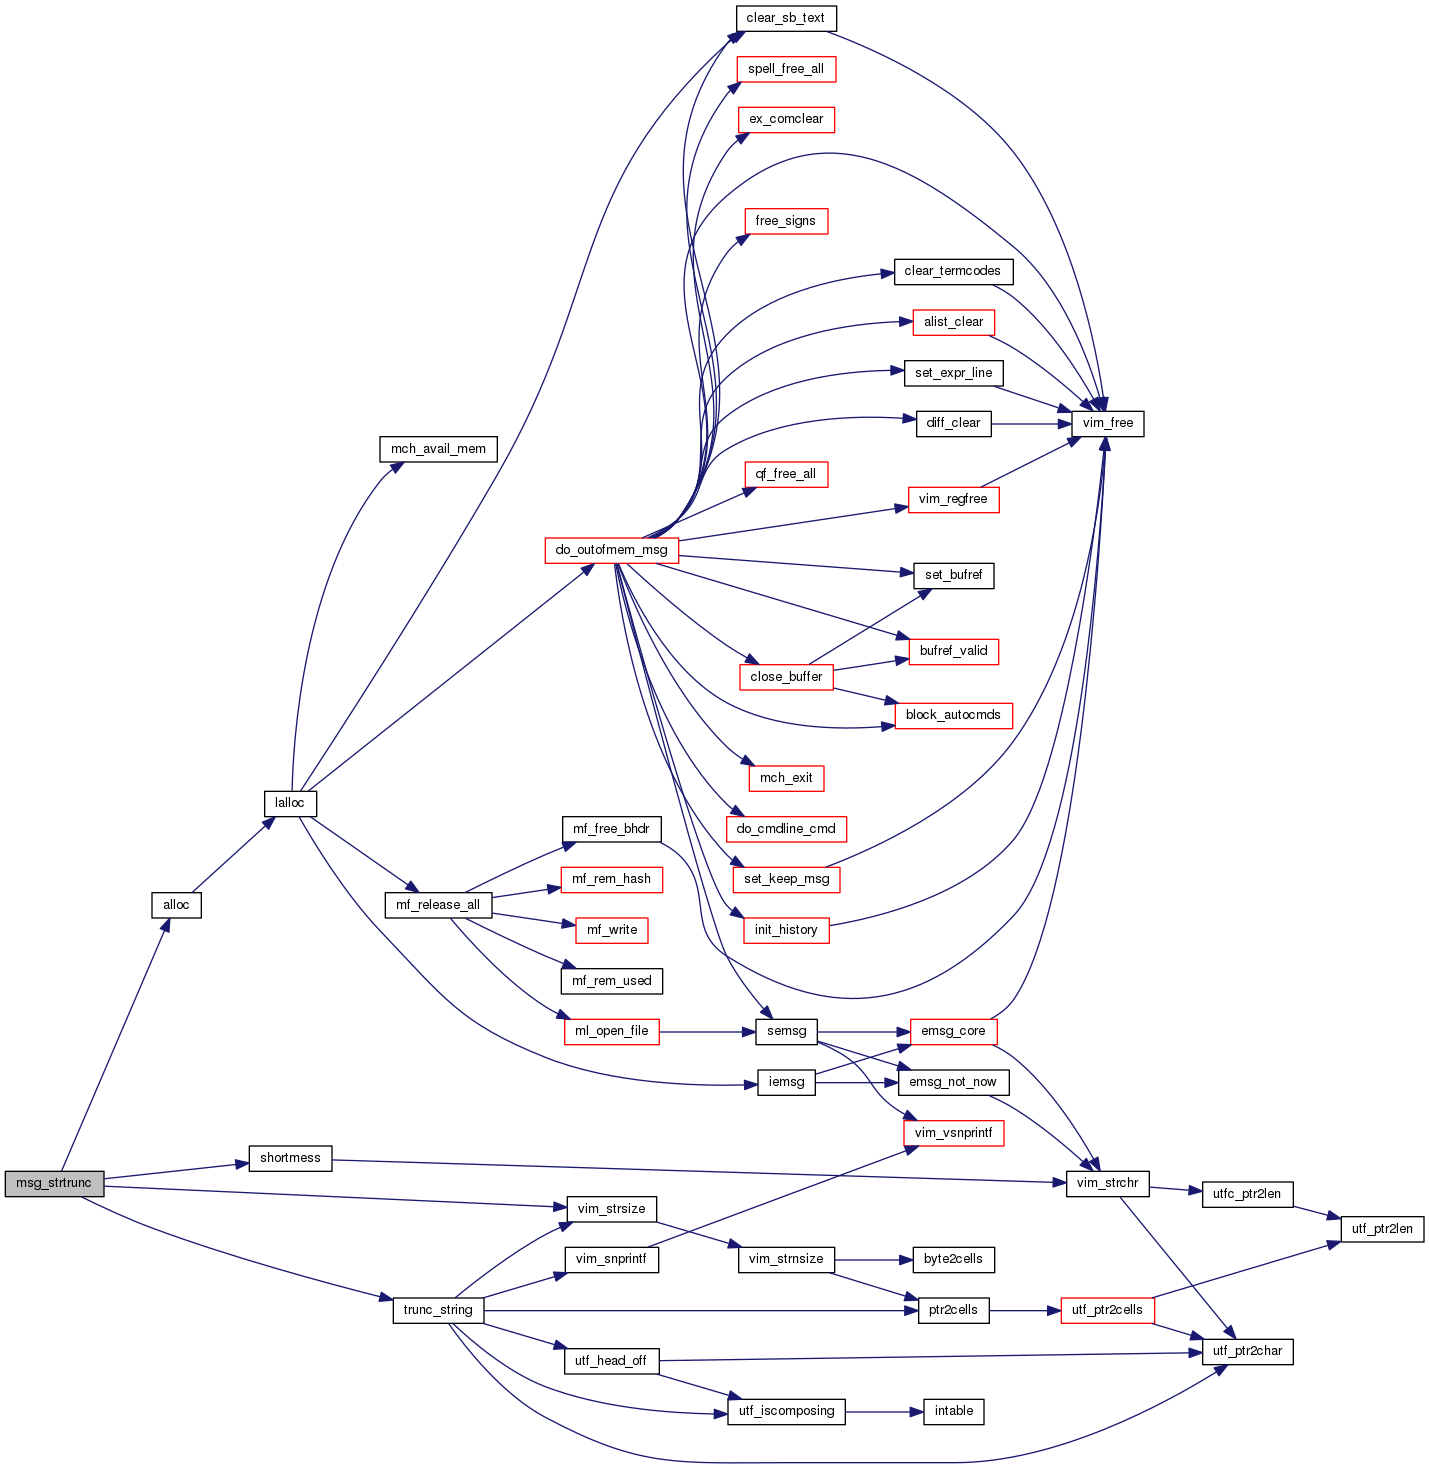 clear_sb_text
spell_free_all
ex_comclear
free_signs
clear_termcodes
alist_clear
set_expr_line
diff_clear
vim_free
mch_avail_mem
qf_free_all
vim_regfree
do_outofmem_msg
set_bufref
bufref_valid
close_buffer
block_autocmds
mch_exit
lalloc
do_cmdline_cmd
mf_free_bhdr
mf_rem_hash
set_keep_msg
alloc
mf_release_all
mf_write
init_history
mf_rem_used
ml_open_file
semsg
emsg_core
iemsg
emsg_not_now
vim_vsnprintf
shortmess
msg_strtrunc
vim_strchr
utfc_ptr2len
vim_strsize
utf_ptr2len
vim_snprintf
vim_strnsize
byte2cells
trunc_string
ptr2cells
utf_ptr2cells
utf_head_off
utf_ptr2char
utf_iscomposing
intable